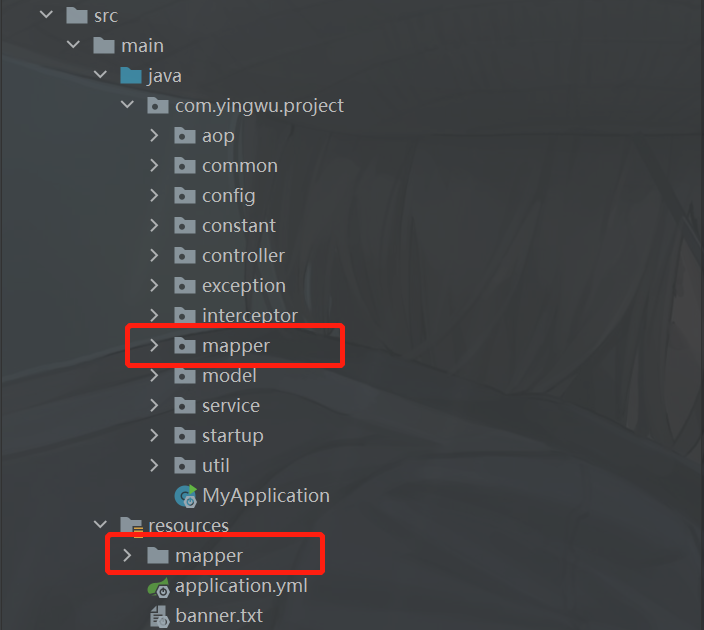 src
main
java
com.yingwu.project
aop
common
config
constant
controller
exception
interceptor
mapper
model
service
startup
util
MyApplication
resources
mapper
application.yml
banner.txt